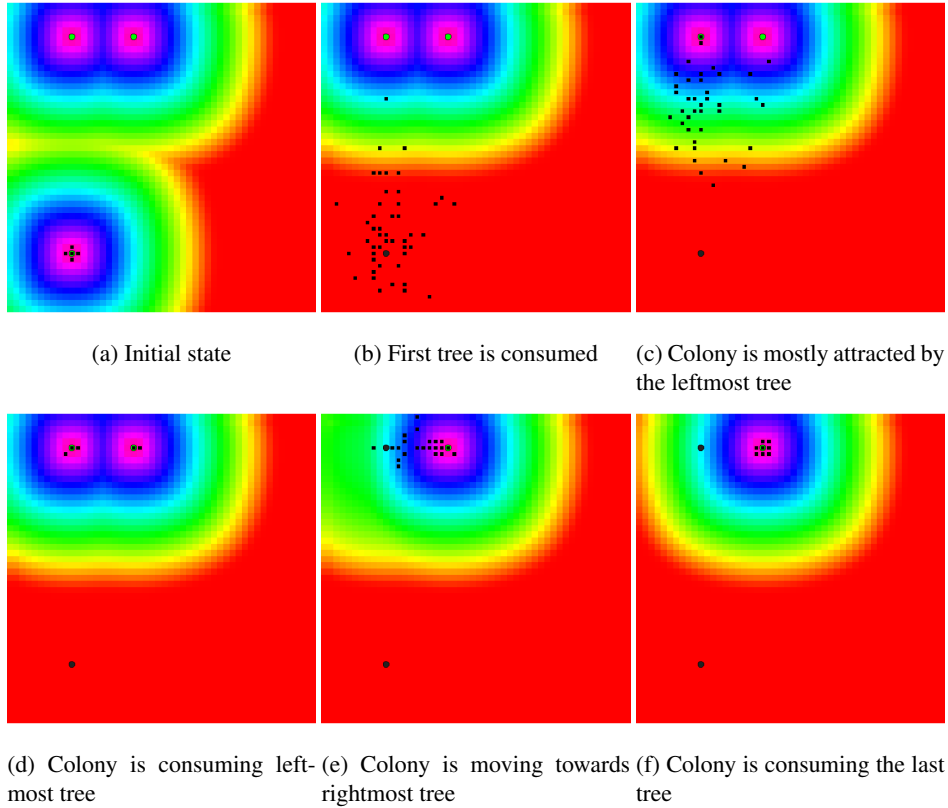 (a) Initial state
(b) First tree is consumed
(c) Colony is mostly attracted by
the leftmost tree
(d) Colony is consuming left-
most tree
(e) Colony is moving towards
rightmost tree
(f) Colony is consuming the last
tree